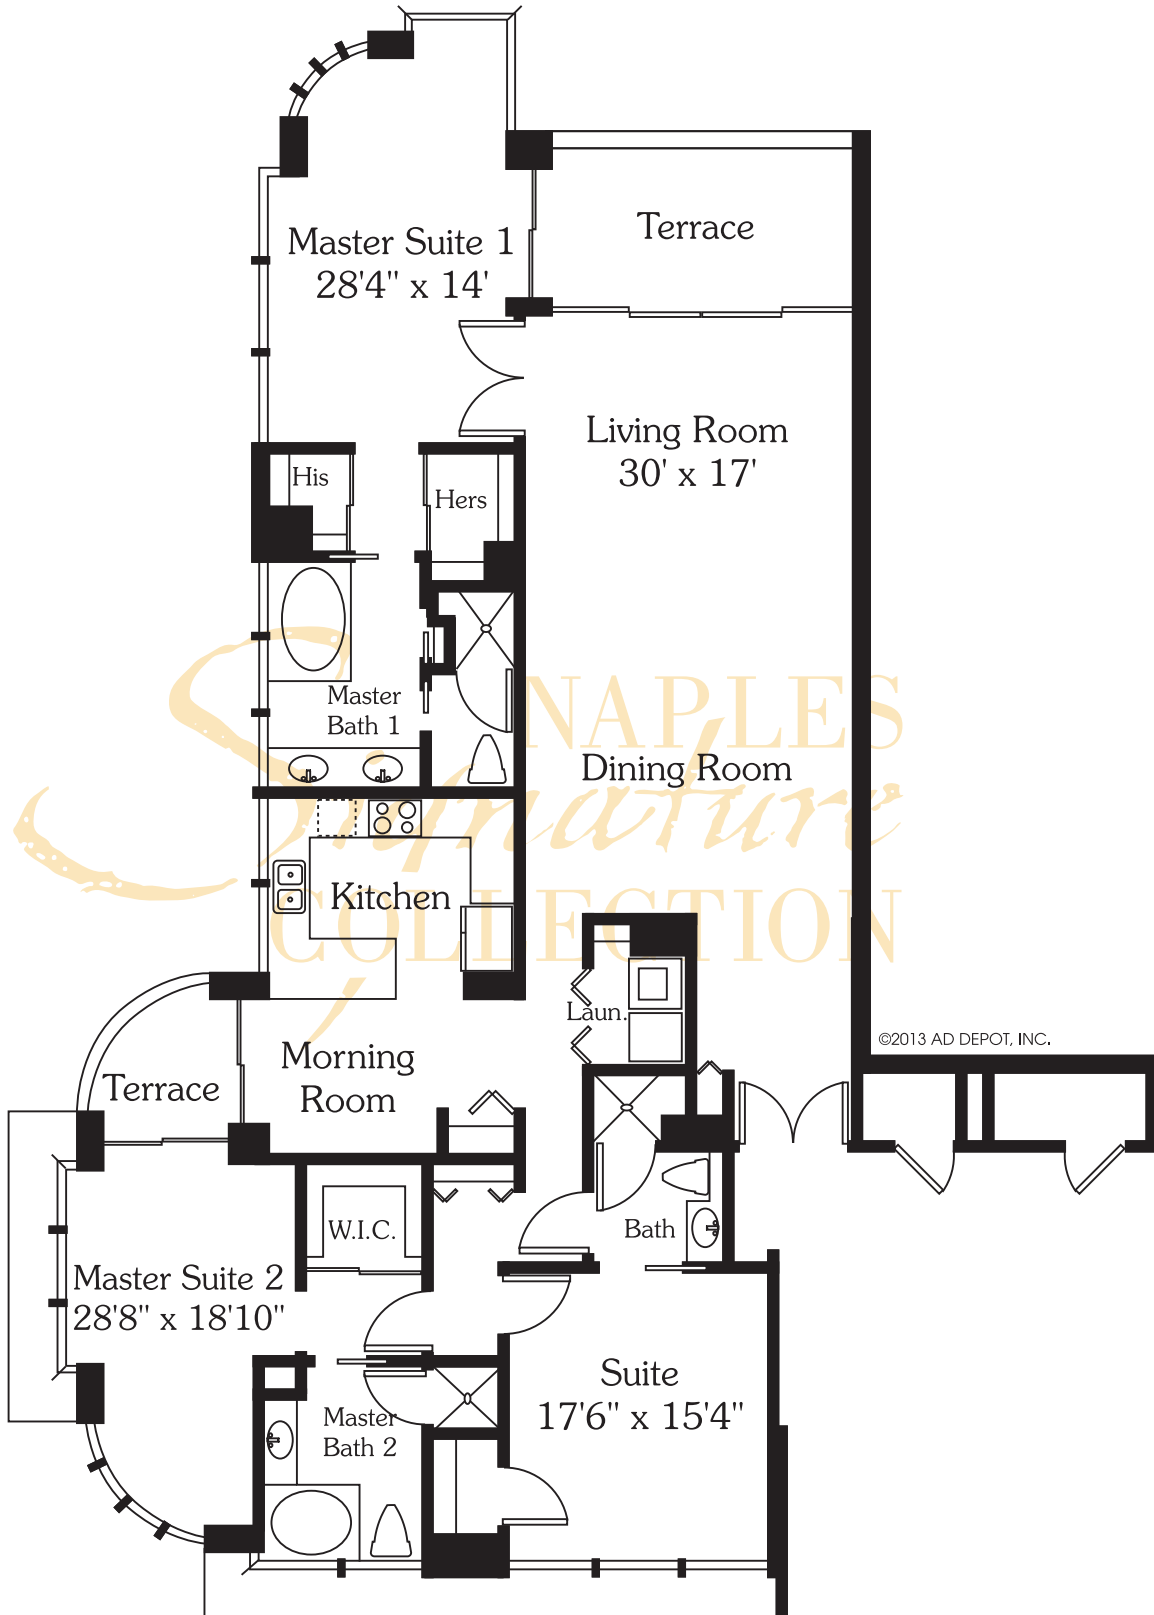 Master Suite 1
28'4" x 14'
Terrace
Living Room
30' x 17'
His
Hers
Master
Bath 1
NAPLES
Signature
COLLECTION
Dining Room
Kitchen
Laun.
©2013 AD DEPOT, INC.
Morning
Room
Terrace
W.I.C.
Bath
Master Suite 2
28'8" x 18'10"
Suite
17'6" x 15'4"
Master
Bath 2